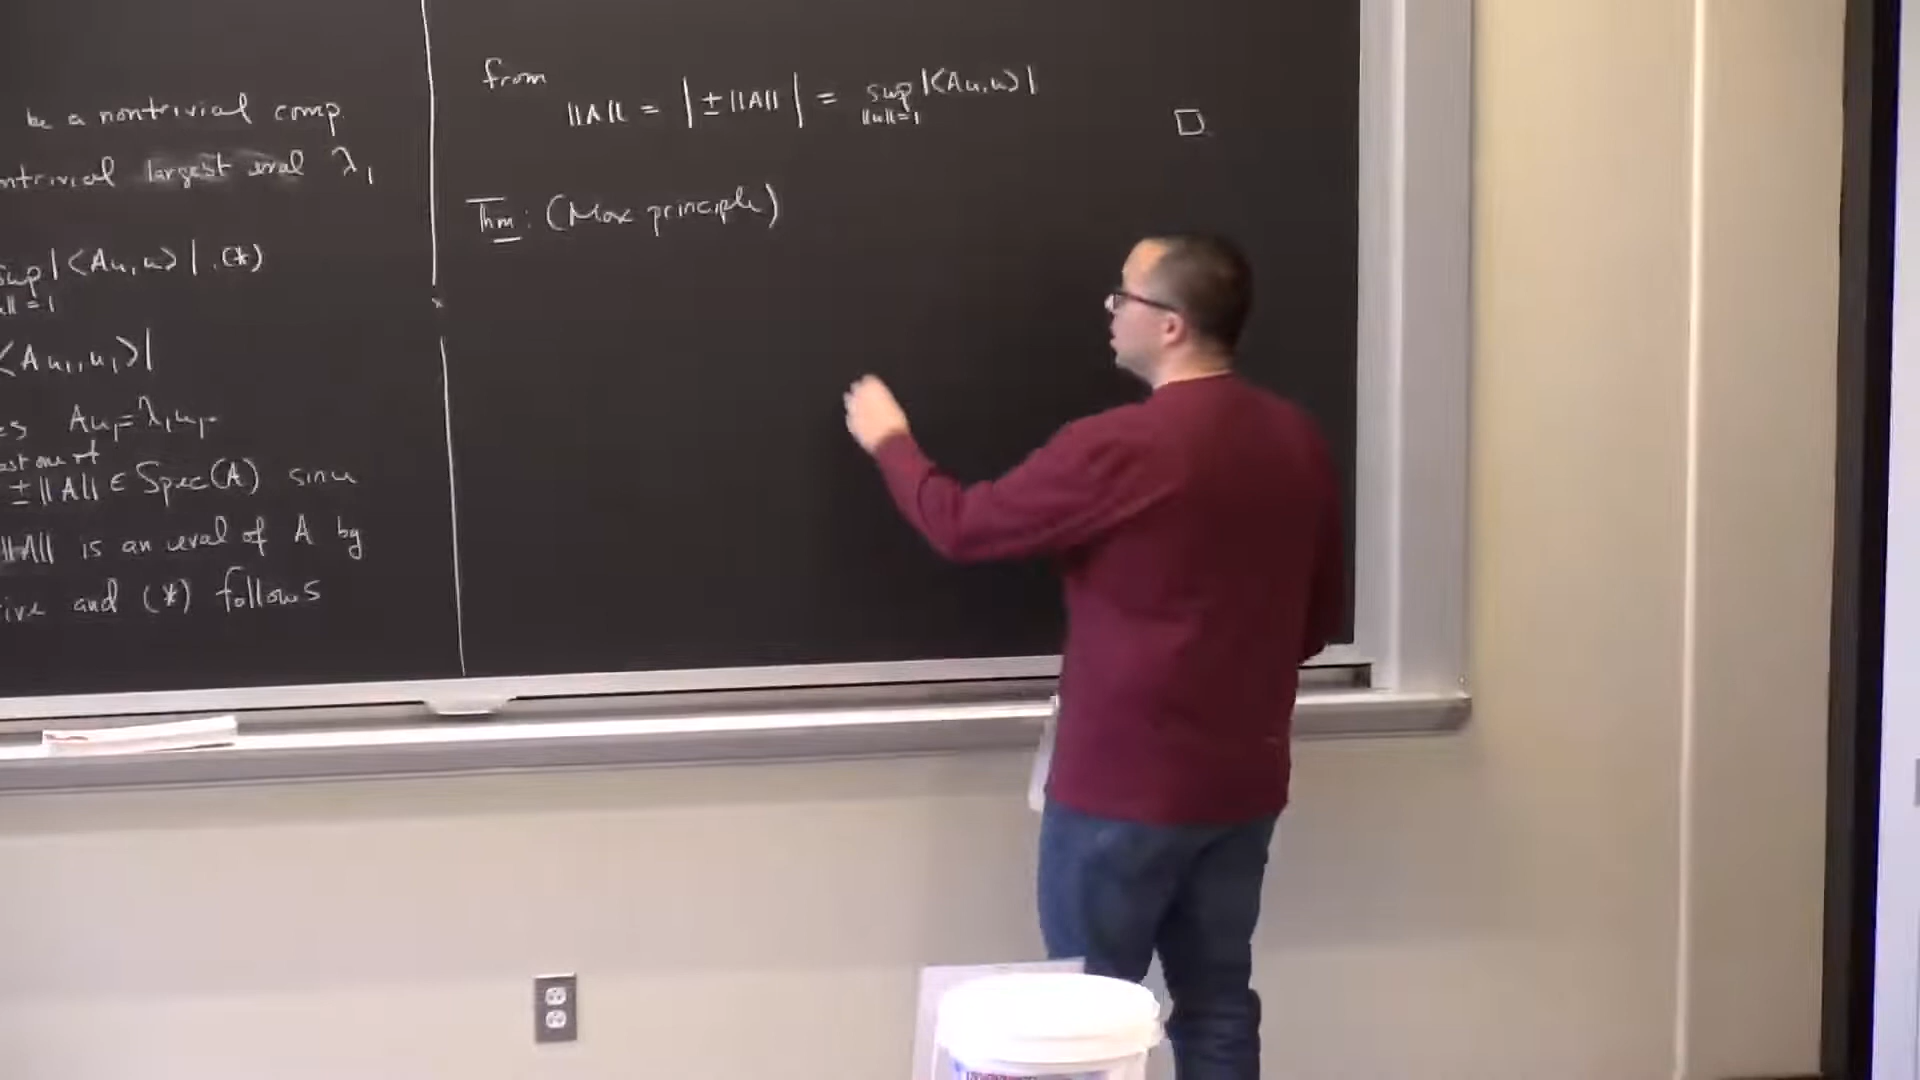 be a nontrivial comp.
ntrivial largest eval λ₁
sup |<Au,u>| . (*)
||u||=1
<Au₁,u₁>|
es Au₁=λ₁u₁.
ast one of
±||A|| ∈ Spec(A) since
||A|| is an eval of A by
ive and (*) follows
from
||A|| = |±||A||| = sup |<Au,u>|
||u||=1
□
Thm: (Max principle)